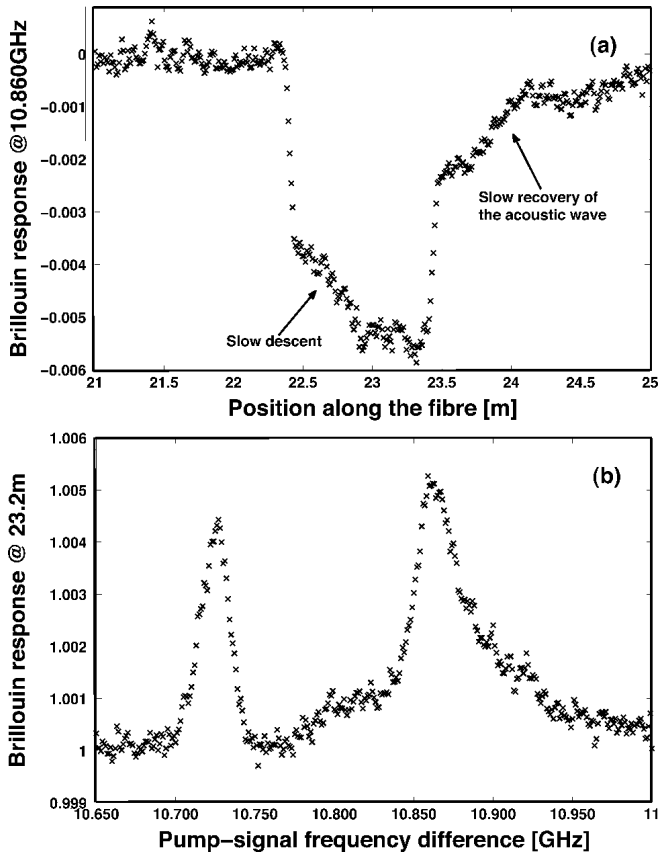 (a)
Brillouin response @10.860GHz
0
−0.001
−0.002
−0.003
−0.004
−0.005
−0.006
Slow recovery of
the acoustic wave
Slow descent
21 21.5 22 22.5 23 23.5 24 24.5 25
Position along the fibre [m]
(b)
Brillouin response @ 23.2m
1.006
1.005
1.004
1.003
1.002
1.001
1
0.999
10.650 10.700 10.750 10.800 10.850 10.900 10.950 11
Pump−signal frequency difference [GHz]